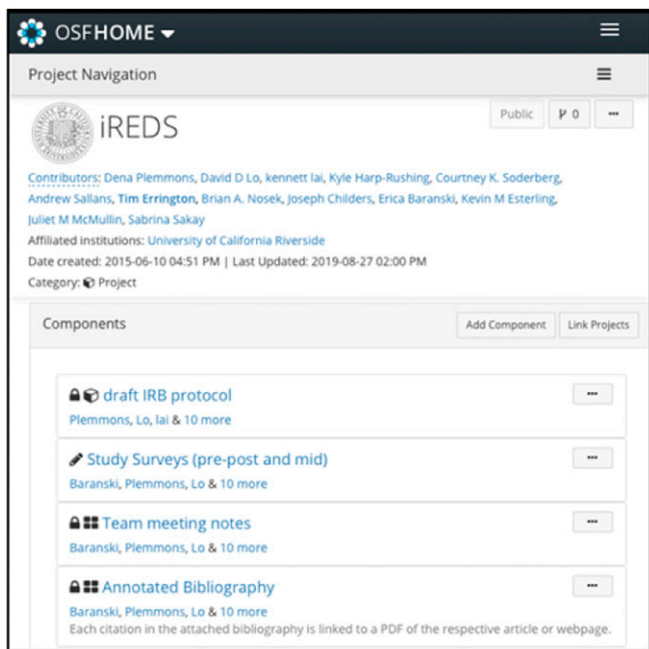 OSFHOME
Project Navigation
iREDS
Public
0
Contributors: Dena Plemmons, David D Lo, kennett lai, Kyle Harp-Rushing, Courtney K. Soderberg,
Andrew Sallans, Tim Errington, Brian A. Nosek, Joseph Childers, Erica Baranski, Kevin M Esterling,
Juliet M McMullin, Sabrina Sakay
Affiliated institutions: University of California Riverside
Date created: 2015-06-10 04:51 PM | Last Updated: 2019-08-27 02:00 PM
Category: Project
Components
Add Component
Link Projects
draft IRB protocol
Plemmons, Lo, lai & 10 more
Study Surveys (pre-post and mid)
Baranski, Plemmons, Lo & 10 more
Team meeting notes
Baranski, Plemmons, Lo & 10 more
Annotated Bibliography
Baranski, Plemmons, Lo & 10 more
Each citation in the attached bibliography is linked to a PDF of the respective article or webpage.